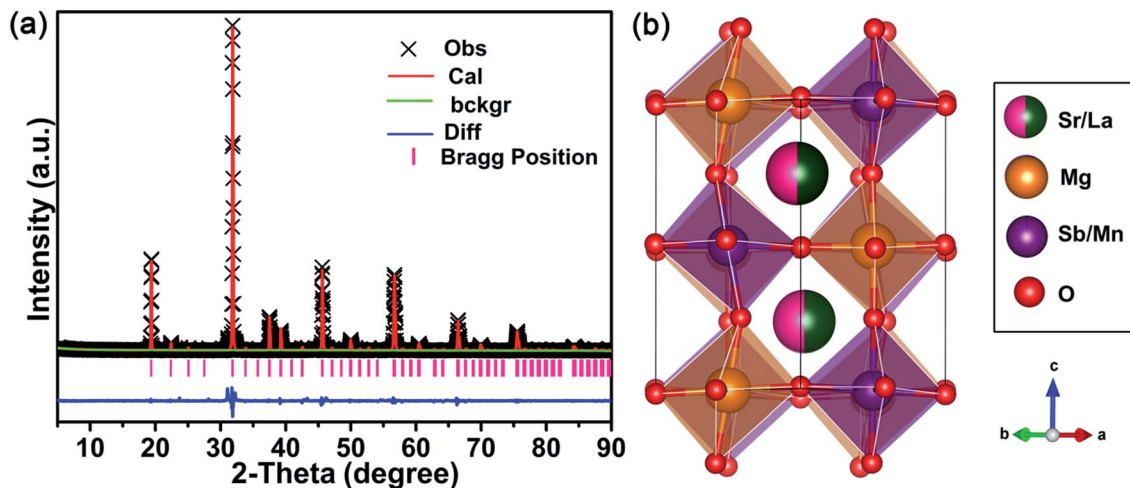 (a)
Obs
Cal
bckgr
Diff
Bragg Position
Intensity (a.u.)
10 20 30 40 50 60 70 80 90
2-Theta (degree)
(b)
Sr/La
Mg
Sb/Mn
O
c
b
a